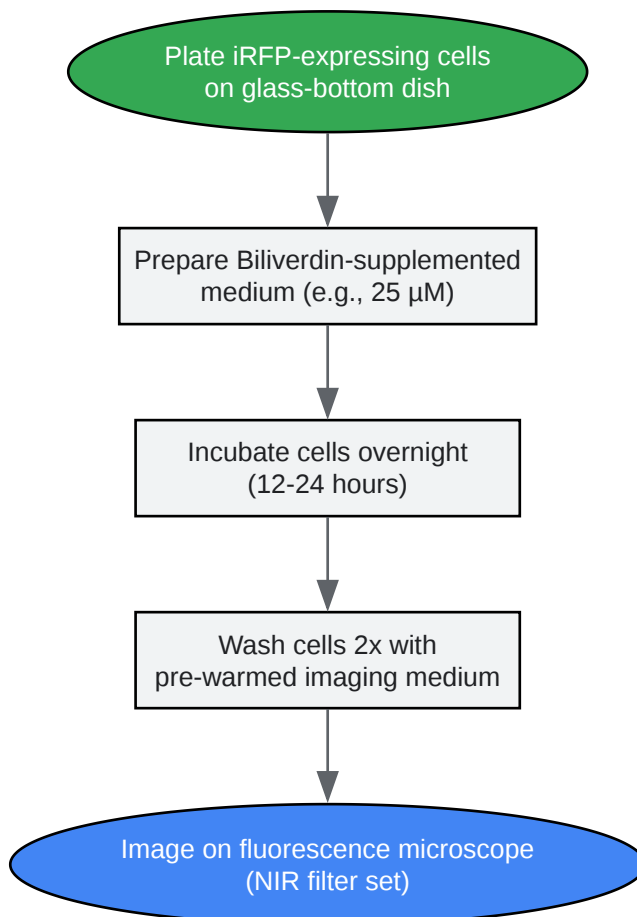 Plate iRFP-expressing cells
on glass-bottom dish
Prepare Biliverdin-supplemented
medium (e.g., 25 µM)
Incubate cells overnight
(12-24 hours)
Wash cells 2x with
pre-warmed imaging medium
Image on fluorescence microscope
(NIR filter set)